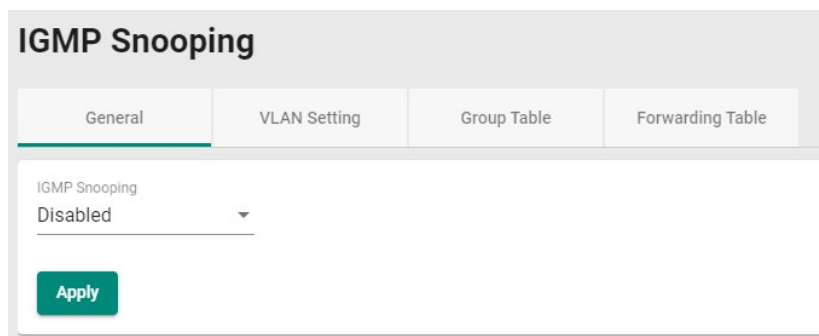 IGMP Snooping
General VLAN Setting Group Table Forwarding Table
IGMP Snooping
Disabled
Apply